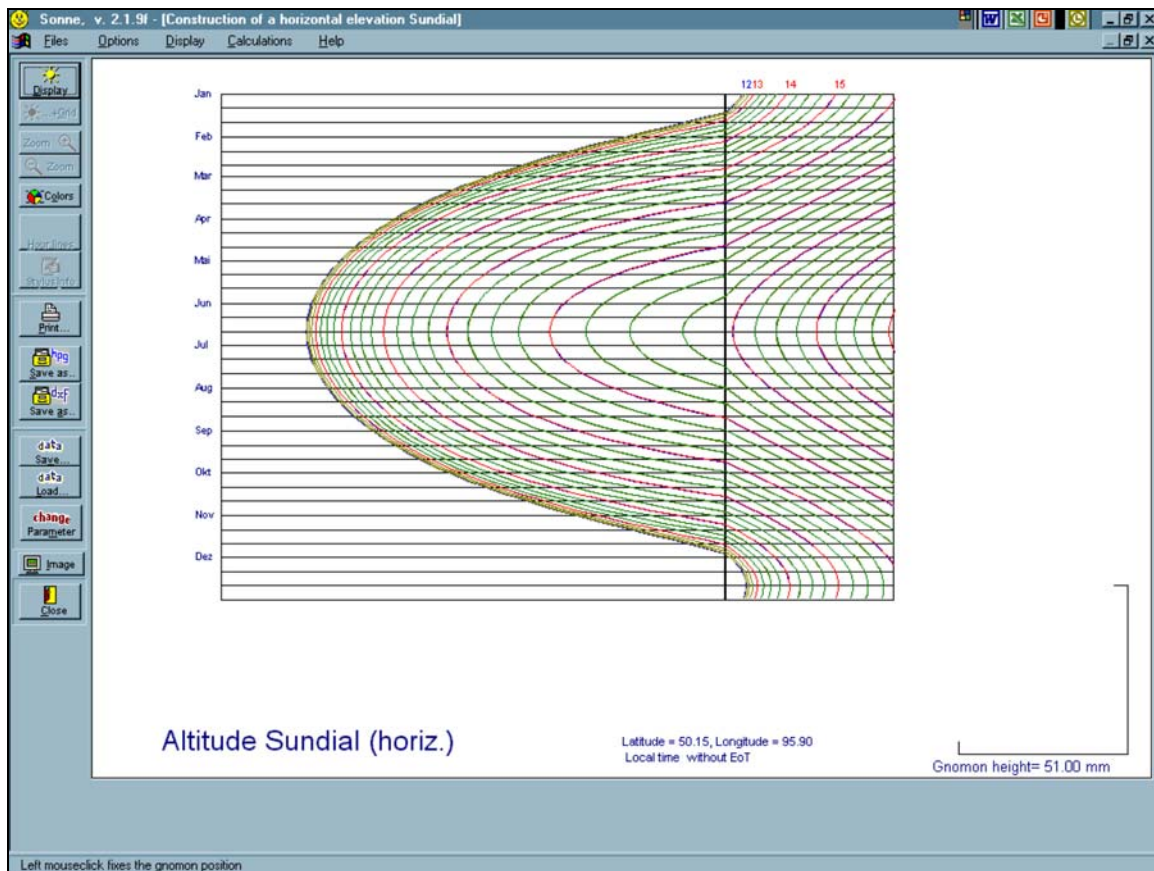 Sonne, v. 2.1.9f - [Construction of a horizontal elevation Sundial]
Files Options Display Calculations Help
Display
...+Grid
Zoom
Zoom
Colors
Hour lines
Stylus Info
Print...
hpg
Save as...
dxf
Save as...
data
Save...
data
Load...
change
Parameter
Image
Close
12 13 14 15
Jan
Feb
Mar
Apr
Mai
Jun
Jul
Aug
Sep
Okt
Nov
Dez
Altitude Sundial (horiz.)
Latitude = 50.15, Longitude = 95.90
Local time without EoT
Gnomon height= 51.00 mm
Left mouseclick fixes the gnomon position